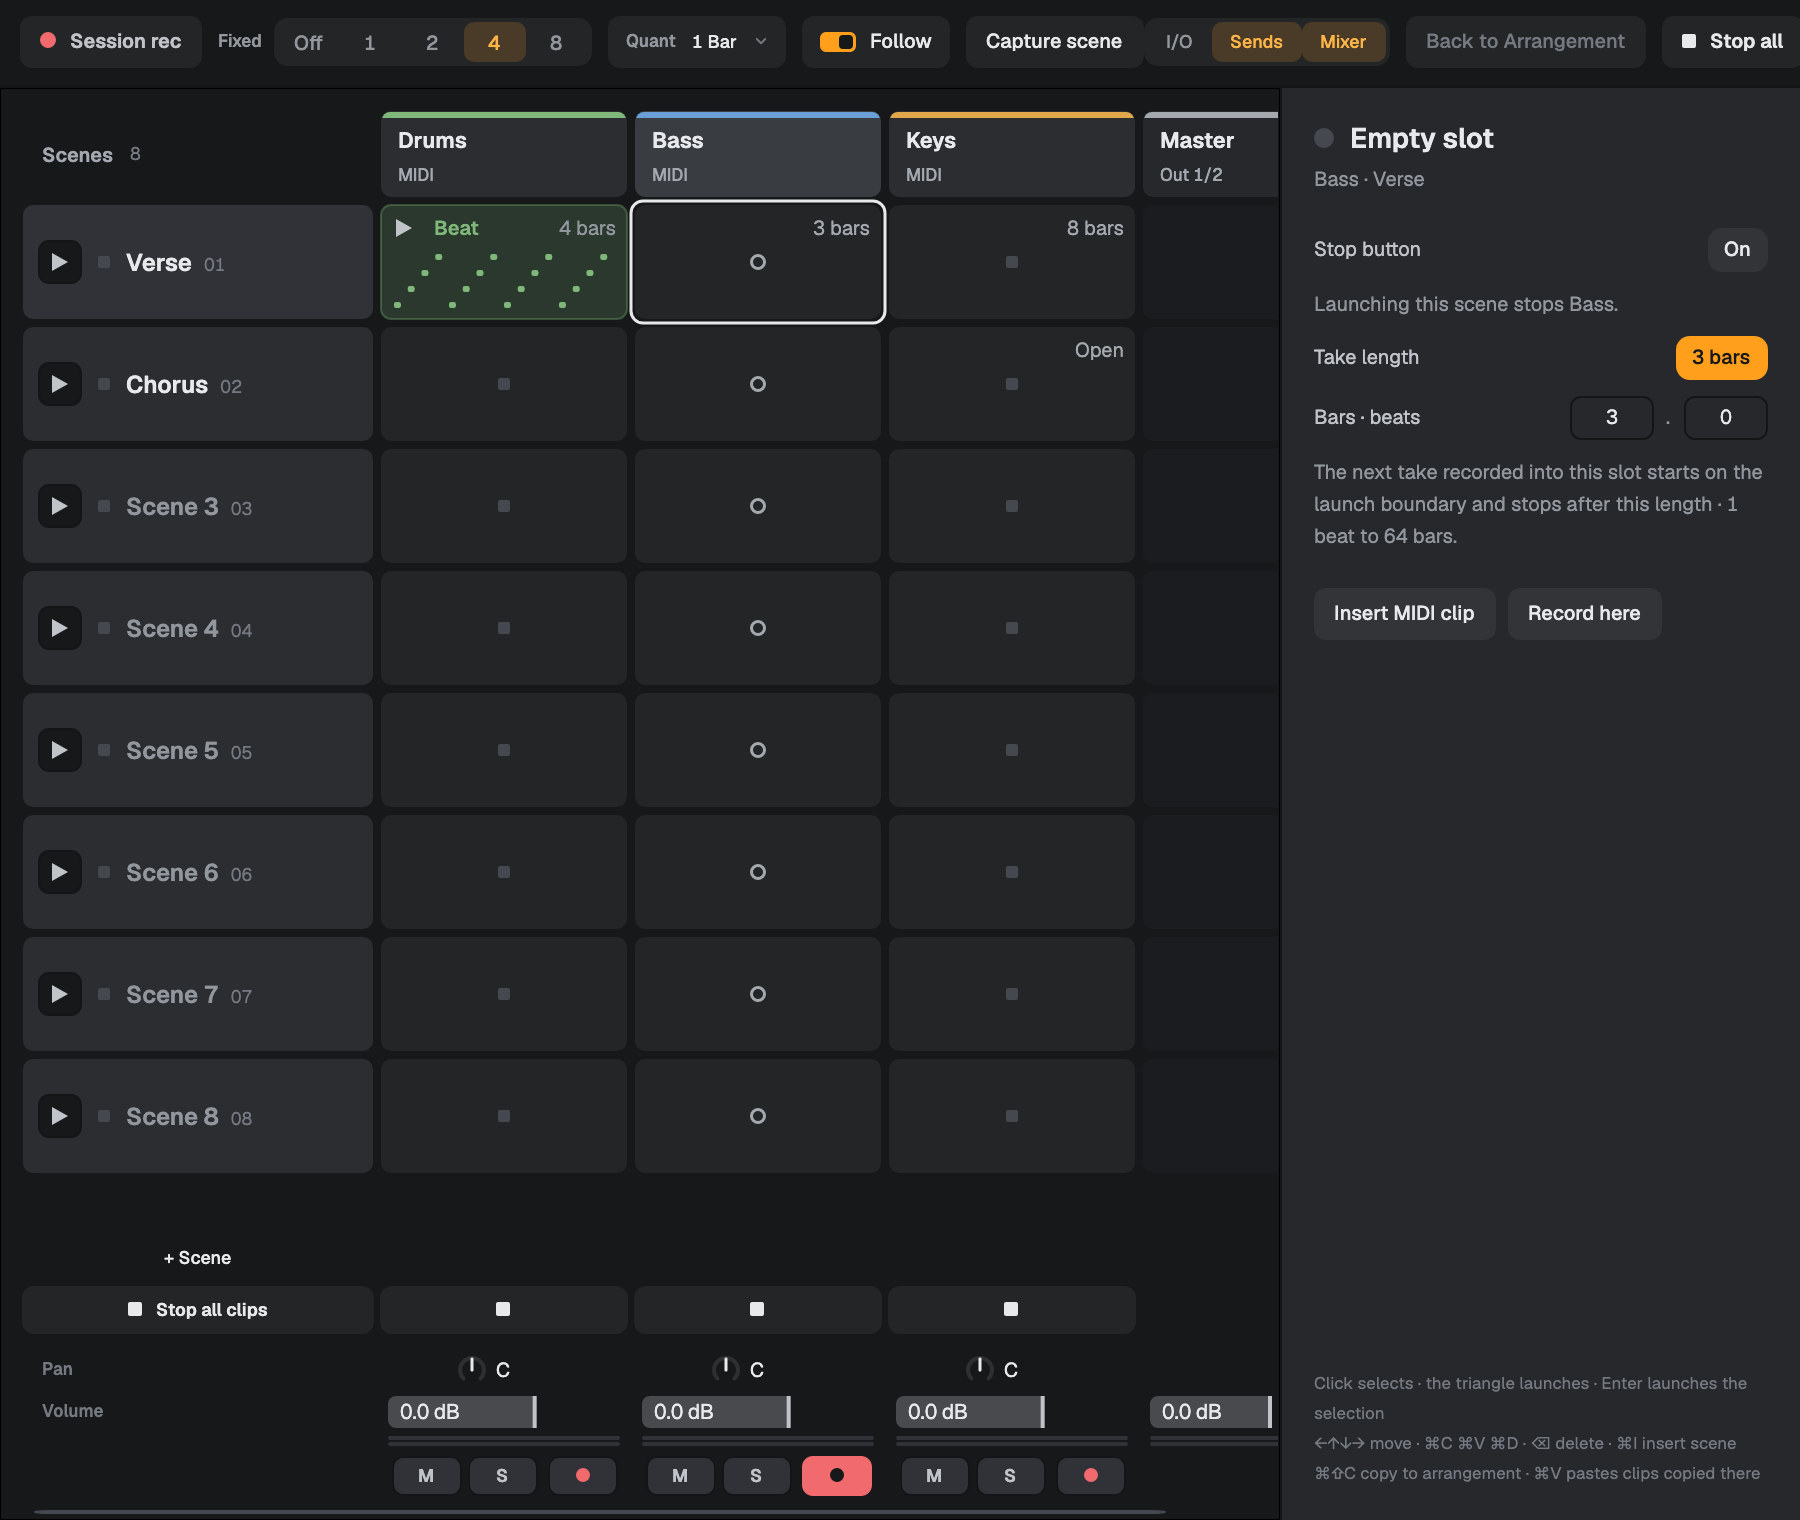 Session rec
Fixed
Off 1 2 4 8
Quant 1 Bar
Follow
Capture scene
I/O Sends Mixer
Back to Arrangement
Stop all
Scenes 8
Drums
MIDI
Bass
MIDI
Keys
MIDI
Master
Out 1/2
Verse 01
Beat 4 bars
3 bars
8 bars
Chorus 02
Open
Scene 3 03
Scene 4 04
Scene 5 05
Scene 6 06
Scene 7 07
Scene 8 08
+ Scene
Stop all clips
Pan
C
C
C
Volume
0.0 dB
0.0 dB
0.0 dB
0.0 dB
M S
M S
M S
Empty slot
Bass · Verse
Stop button On
Launching this scene stops Bass.
Take length 3 bars
Bars · beats 3 . 0
The next take recorded into this slot starts on the
launch boundary and stops after this length · 1
beat to 64 bars.
Insert MIDI clip
Record here
Click selects · the triangle launches · Enter launches the
selection
←↑↓→ move · ⌘C ⌘V ⌘D · ⌫ delete · ⌘I insert scene
⌘⇧C copy to arrangement · ⌘V pastes clips copied there